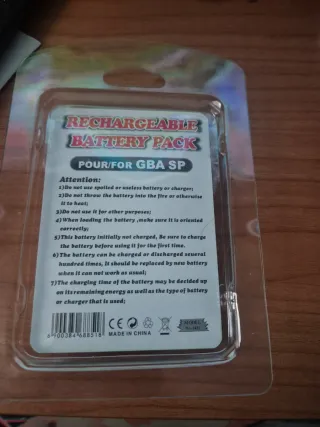 RECHARGEABLE
BATTERY PACK
POUR/FOR GBA SP
Attention:
1)Do not use spoiled or useless battery or charger;
2)Do not throw the battery into the fire or otherwise
it to heat;
3)Do not use it for other purposes;
4)When loading the battery ,make sure it is oriented
correctly;
5)This battery initially not charged, Be sure to charge
the battery before using it for the first time.
6)The battery can be charged or discharged several
hundred times, It should be replaced by new battery
when it can not work as usual;
7)The charging time of the battery may be decided up
on its remaining energy as well as the type of battery
or charger that is used;
CE
MADE IN CHINA